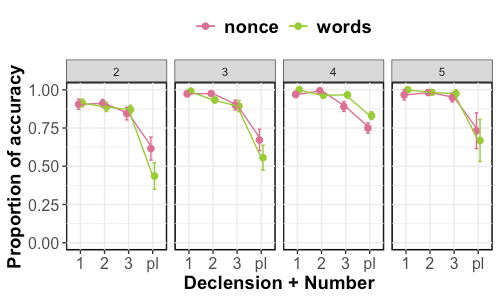 nonce words
2 3 4 5
Proportion of accuracy
1.00
0.75
0.50
0.25
0.00
1 2 3 pl 1 2 3 pl 1 2 3 pl 1 2 3 pl
Declension + Number